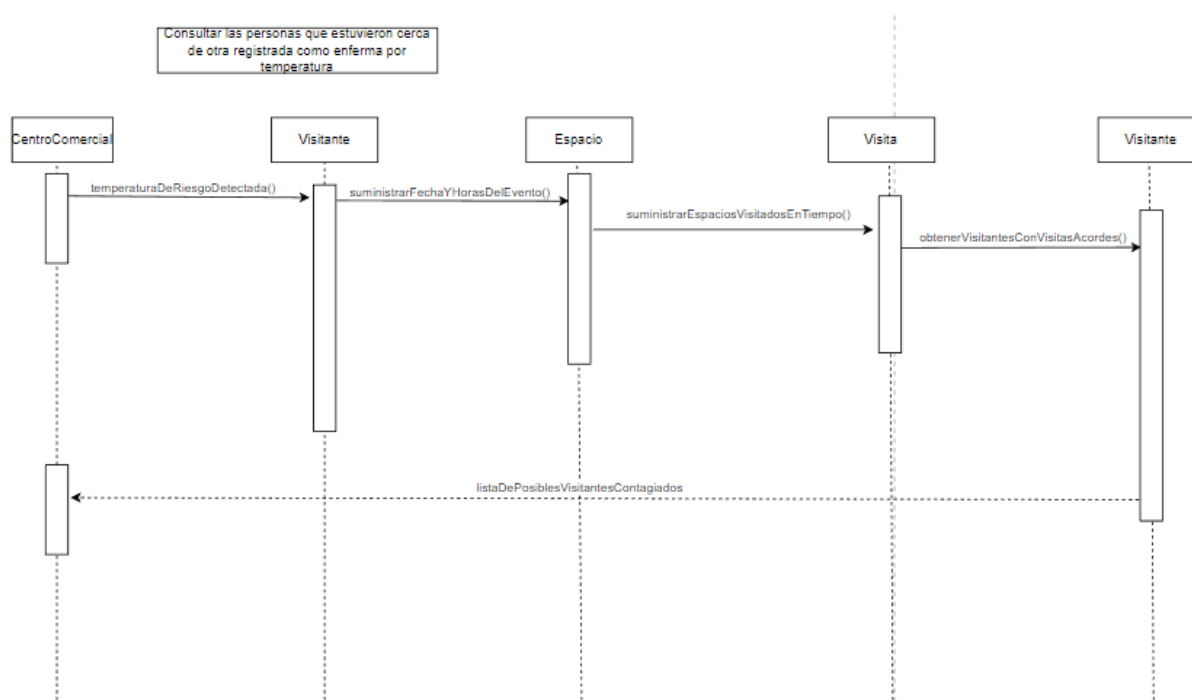 Consultar las personas que estuvieron cerca
de otra registrada como enferma por
temperatura
CentroComercial
Visitante
Espacio
Visita
Visitante
temperaturaDeRiesgoDetectada()
suministrarFechaYHorasDelEvento()
suministrarEspaciosVisitadosEnTiempo()
obtenerVisitantesConVisitasAcordes()
listaDePosiblesVisitantesContagiados